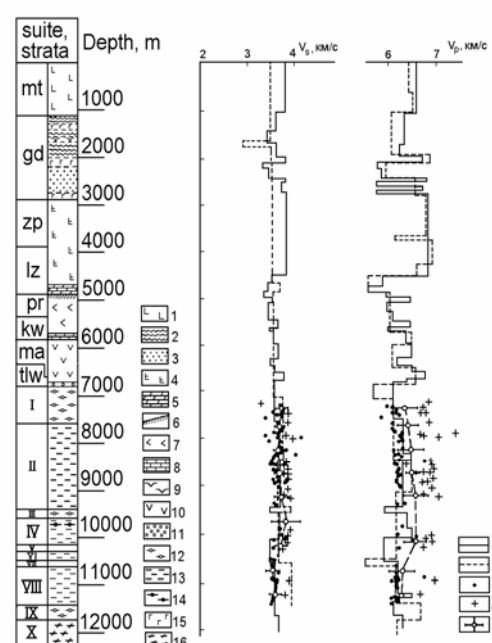 suite, strata
Depth, m
Vs, км/с
Vp, км/с
2 4
6 7
mt
1000
gd
2000
3000
zp
4000
lz
5000
pr
kw
6000
ma
tlw
7000
I
8000
II
9000
III
IV
10000
V
VI
VII
11000
VIII
IX
12000
X
1
2
3
4
5
6
7
8
9
10
11
12
13
14
15
16